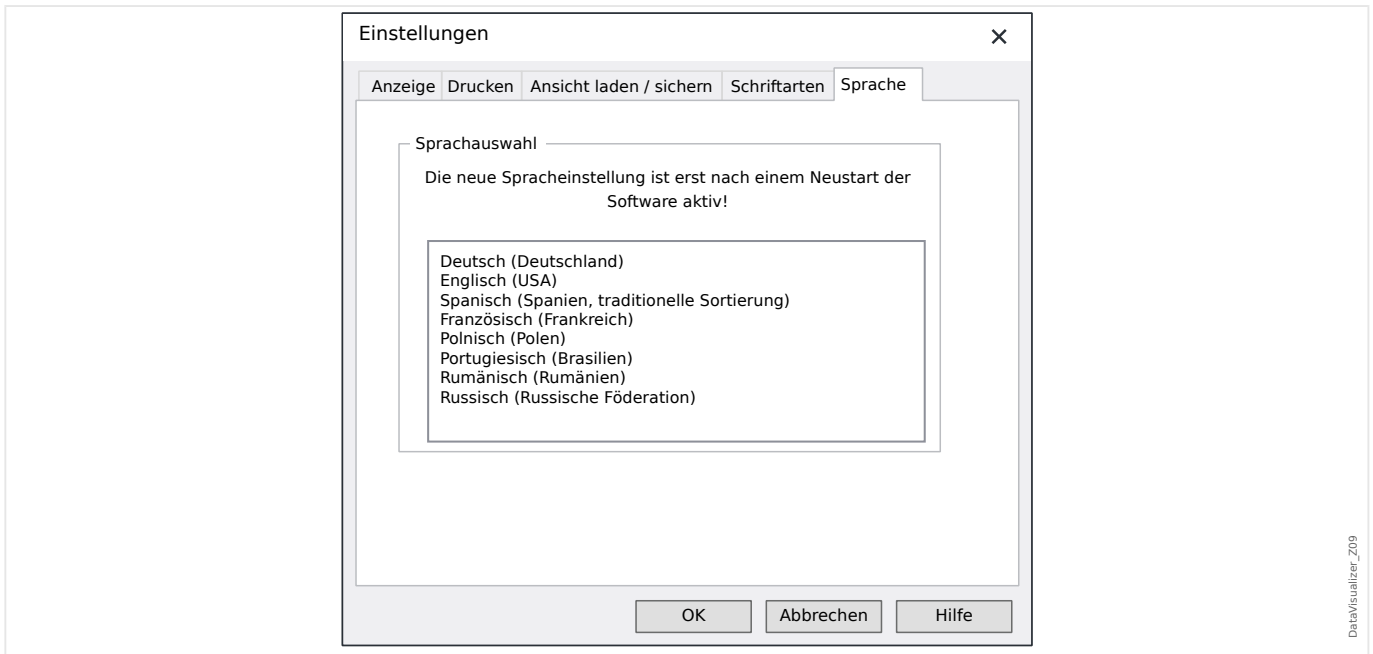 Einstellungen
Anzeige Drucken Ansicht laden / sichern Schriftarten Sprache
Sprachauswahl
Die neue Spracheinstellung ist erst nach einem Neustart der
Software aktiv!
Deutsch (Deutschland)
Englisch (USA)
Spanisch (Spanien, traditionelle Sortierung)
Französisch (Frankreich)
Polnisch (Polen)
Portugiesisch (Brasilien)
Rumänisch (Rumänien)
Russisch (Russische Föderation)
OK Abbrechen Hilfe
DataVisualizer_Z09